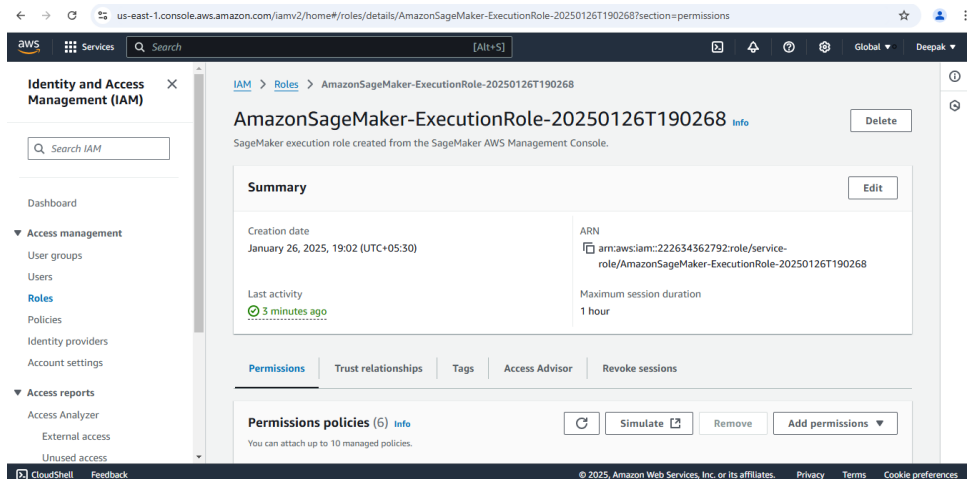 us-east-1.console.aws.amazon.com/iamv2/home#/roles/details/AmazonSageMaker-ExecutionRole-20250126T190268?section=permissions
aws Services Search [Alt+S] Global Deepak
Identity and Access
Management (IAM)
Search IAM
Dashboard
Access management
User groups
Users
Roles
Policies
Identity providers
Account settings
Access reports
Access Analyzer
External access
Unused access
IAM > Roles > AmazonSageMaker-ExecutionRole-20250126T190268
AmazonSageMaker-ExecutionRole-20250126T190268 Info
Delete
SageMaker execution role created from the SageMaker AWS Management Console.
Summary
Edit
Creation date
January 26, 2025, 19:02 (UTC+05:30)
ARN
arn:aws:iam::222634362792:role/service-
role/AmazonSageMaker-ExecutionRole-20250126T190268
Last activity
3 minutes ago
Maximum session duration
1 hour
Permissions Trust relationships Tags Access Advisor Revoke sessions
Permissions policies (6) Info
Simulate Remove Add permissions
You can attach up to 10 managed policies.
CloudShell Feedback © 2025, Amazon Web Services, Inc. or its affiliates. Privacy Terms Cookie preferences